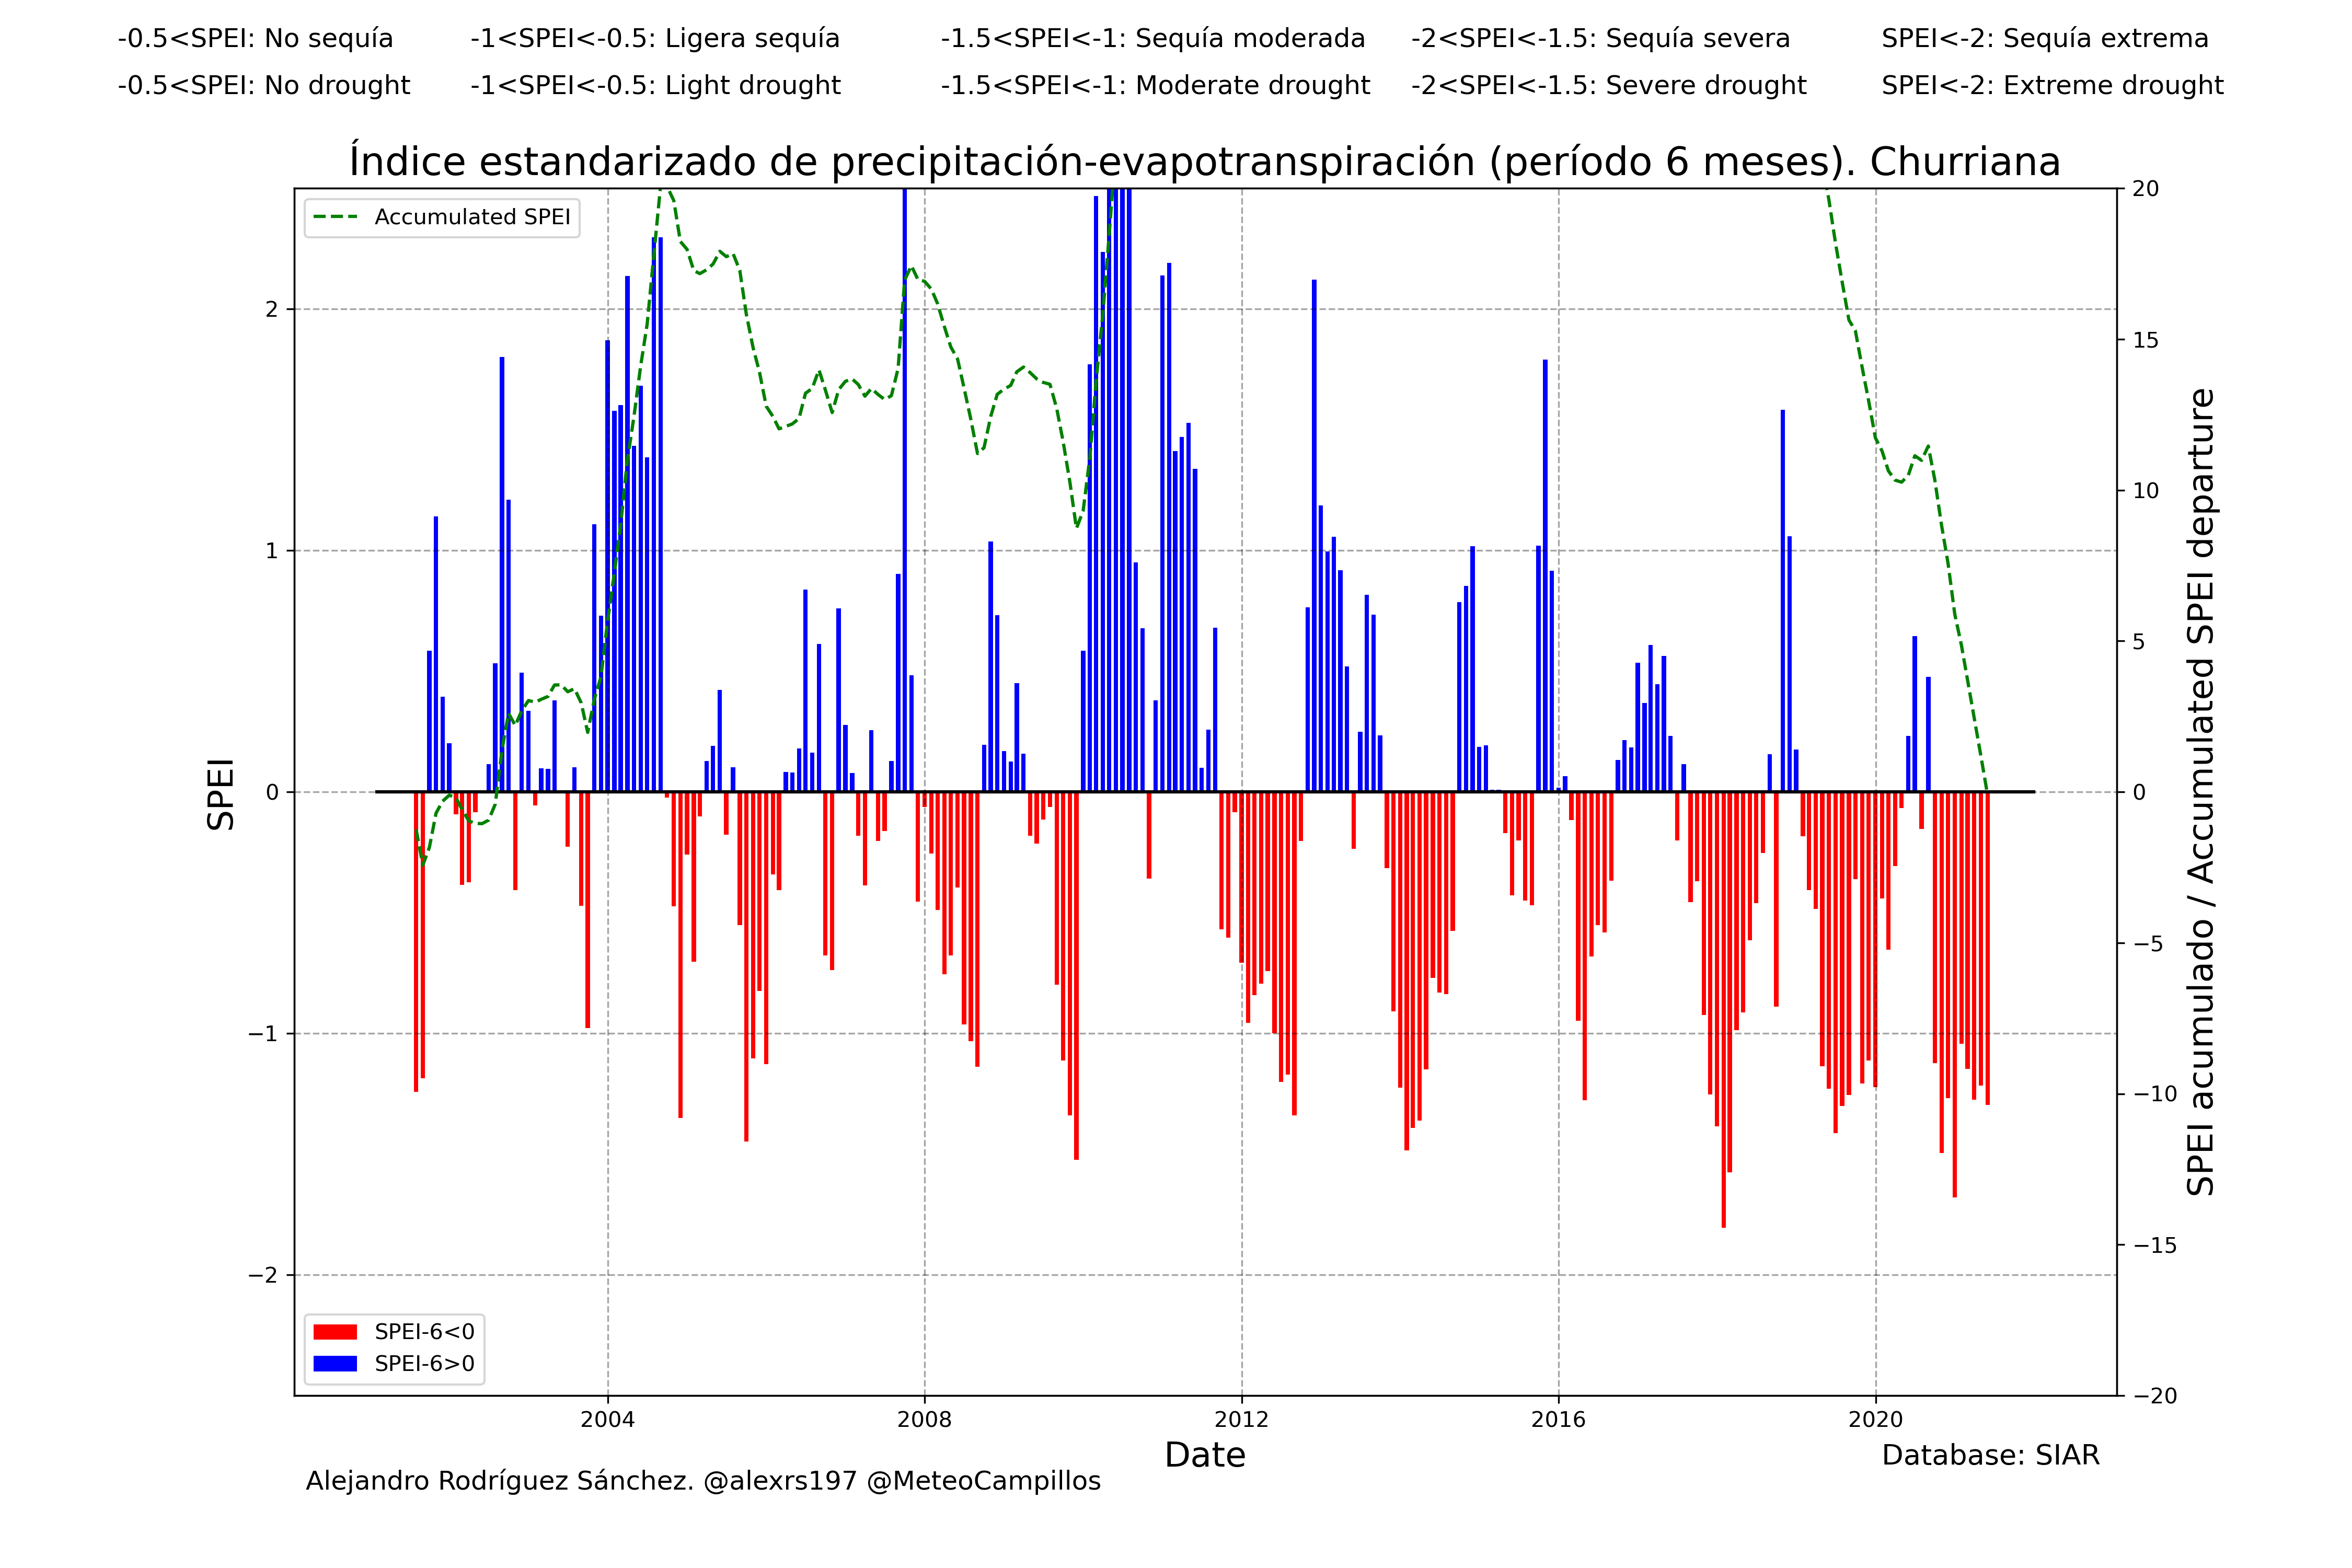 -0.5<SPEI: No sequía -1<SPEI<-0.5: Ligera sequía -1.5<SPEI<-1: Sequía moderada -2<SPEI<-1.5: Sequía severa SPEI<-2: Sequía extrema
-0.5<SPEI: No drought -1<SPEI<-0.5: Light drought -1.5<SPEI<-1: Moderate drought -2<SPEI<-1.5: Severe drought SPEI<-2: Extreme drought
Índice estandarizado de precipitación-evapotranspiración (período 6 meses). Churriana
Accumulated SPEI
2
1
0
−1
−2
SPEI
20
15
10
5
0
−5
−10
−15
−20
SPEI acumulado / Accumulated SPEI departure
SPEI-6<0
SPEI-6>0
2004 2008 2012 2016 2020
Date
Database: SIAR
Alejandro Rodríguez Sánchez. @alexrs197 @MeteoCampillos